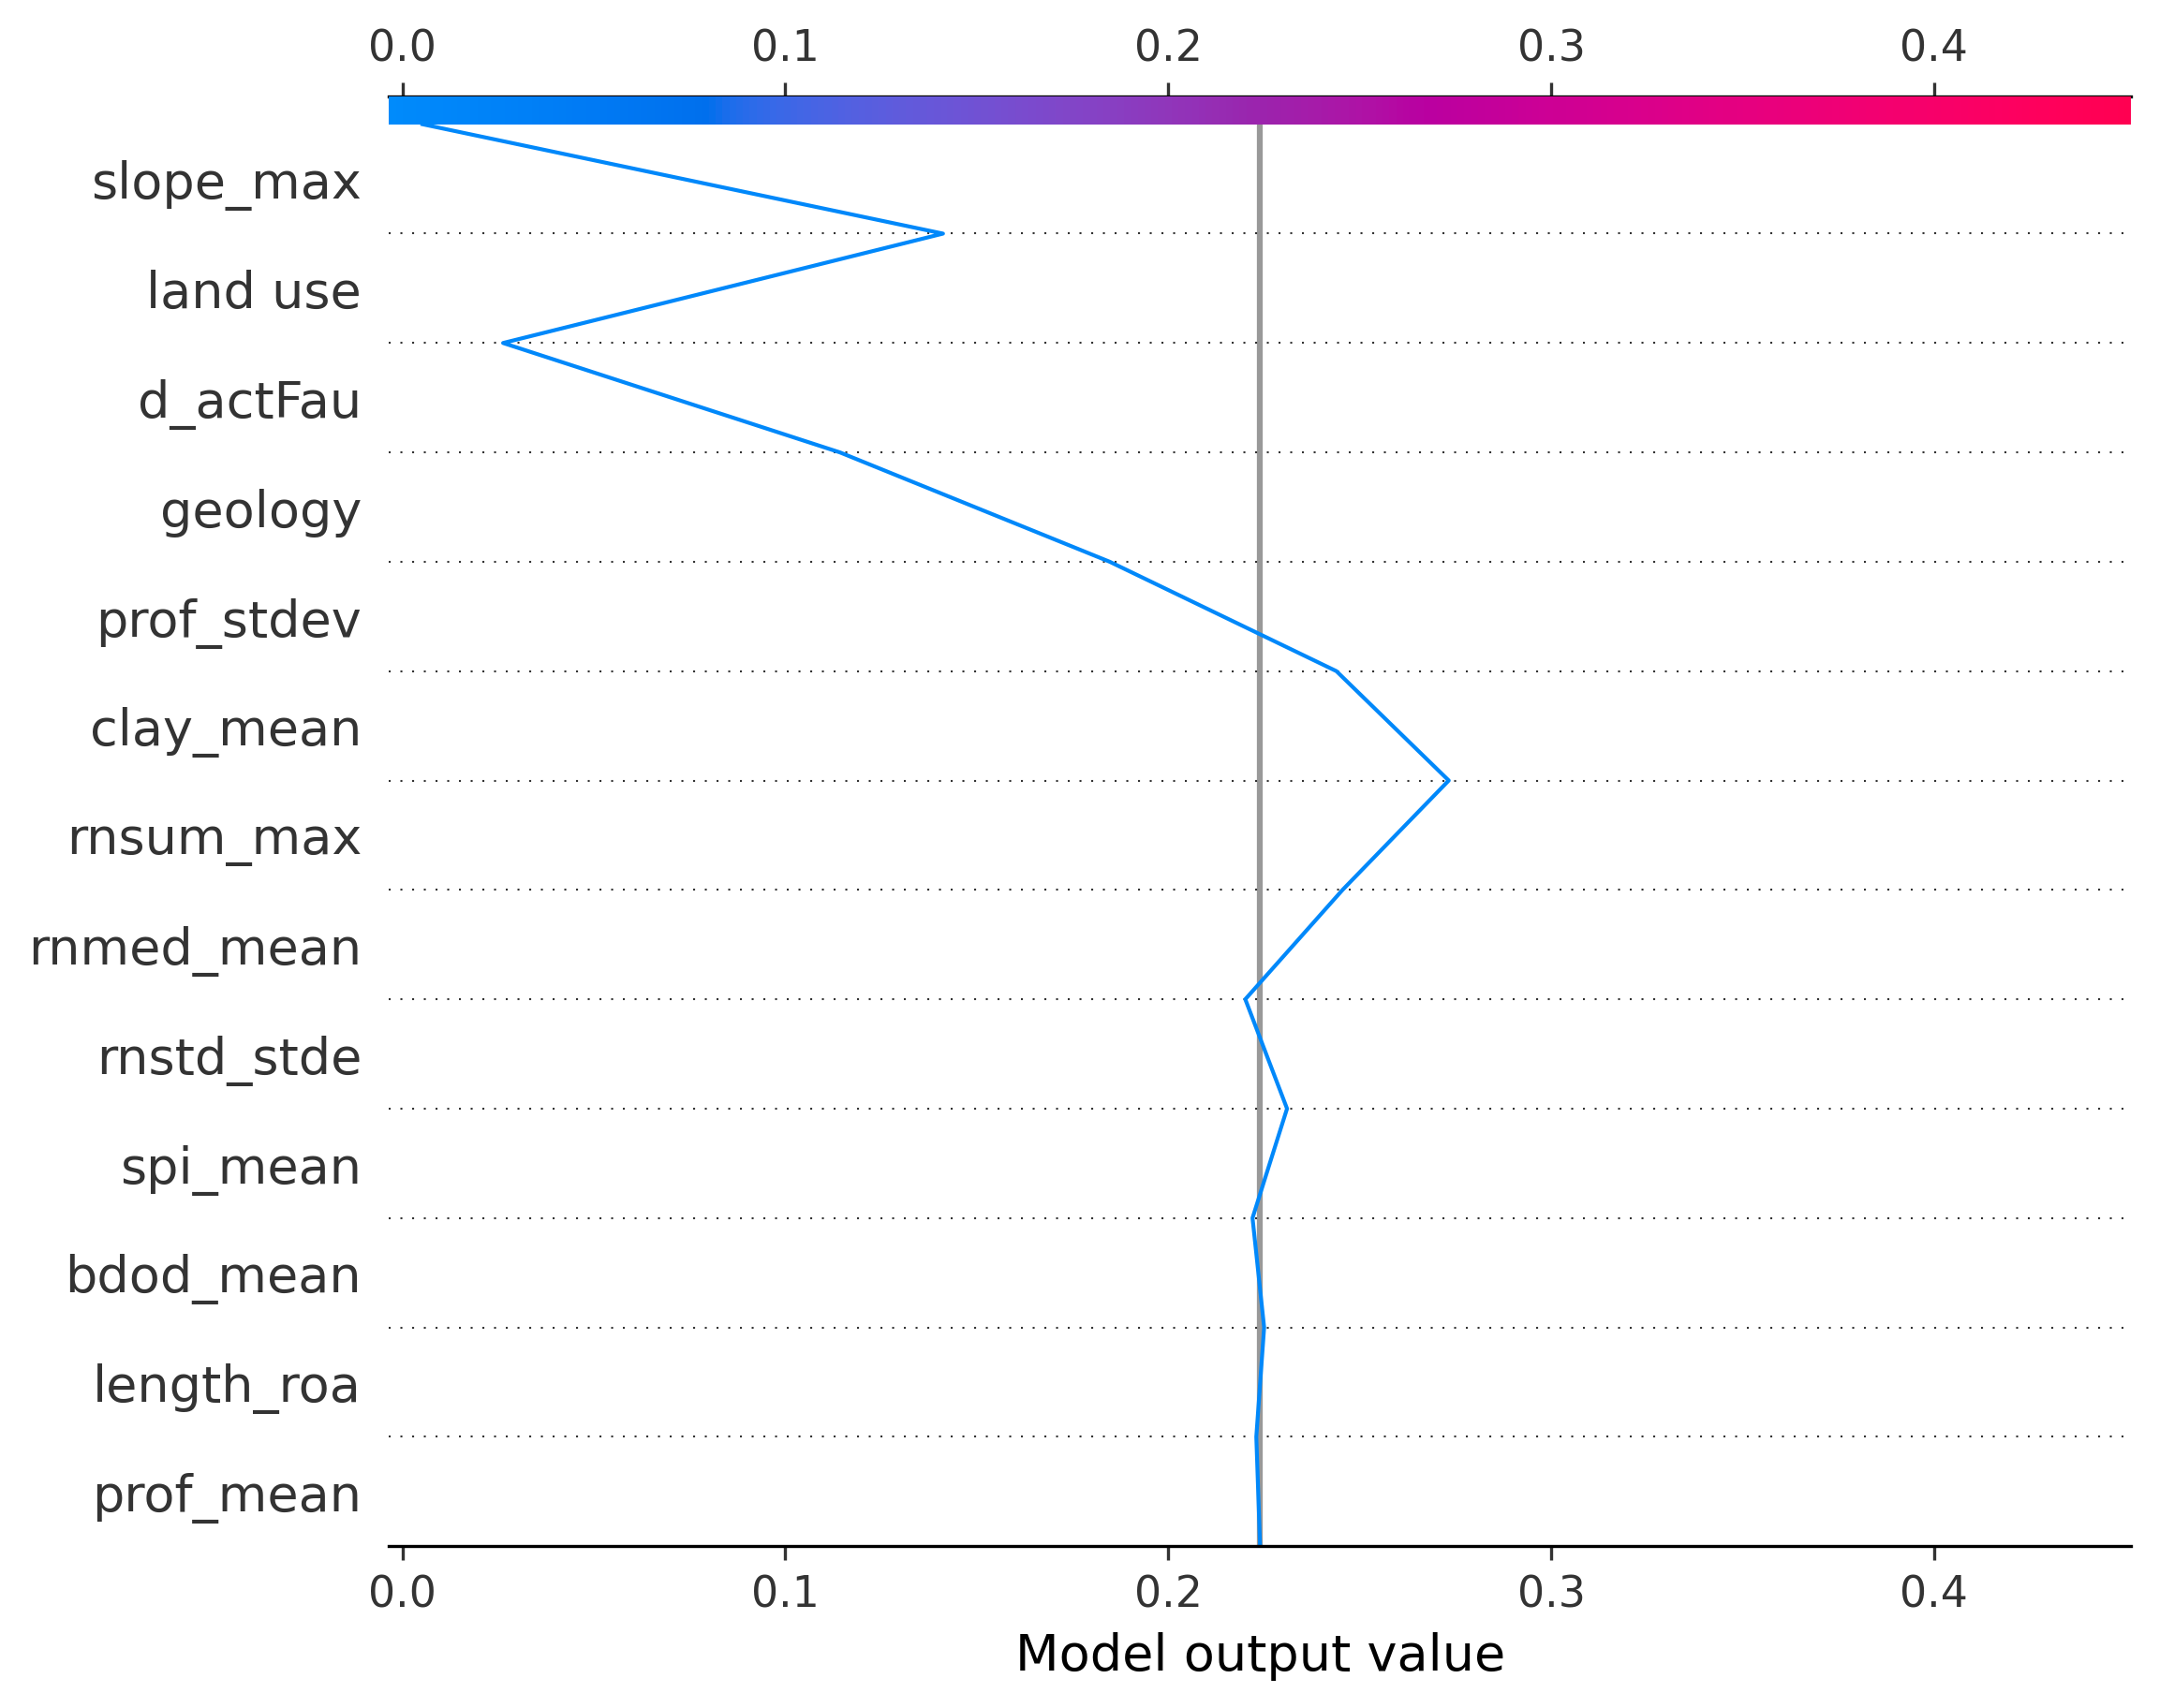 0.0 0.1 0.2 0.3 0.4
slope_max
land use
d_actFau
geology
prof_stdev
clay_mean
rnsum_max
rnmed_mean
rnstd_stde
spi_mean
bdod_mean
length_roa
prof_mean
0.0 0.1 0.2 0.3 0.4
Model output value